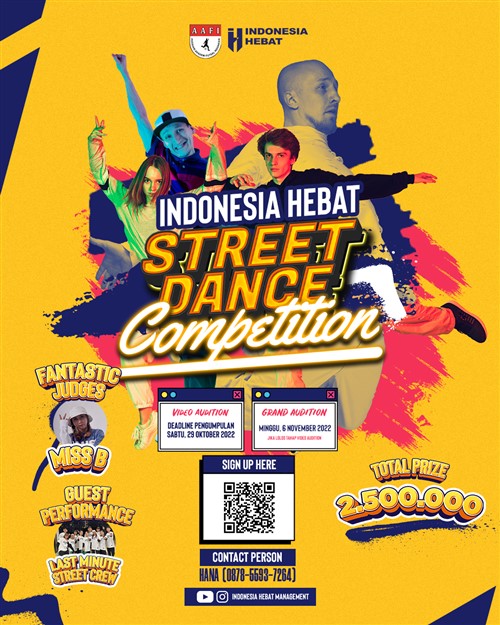 AAFI
INDONESIA
HEBAT
INDONESIA HEBAT
STREET
DANCE
Competition
FANTASTIC
JUDGES
MISS B
GUEST
PERFORMANCE
LAST MINUTE
STREET CREW
VIDEO AUDITION
DEADLINE PENGUMPULAN
SABTU, 29 OKTOBER 2022
GRAND AUDITION
MINGGU, 6 NOVEMBER 2022
JIKA LOLOS TAHAP VIDEO AUDITION
SIGN UP HERE
CONTACT PERSON
HANA (0878-5593-7264)
INDONESIA HEBAT MANAGEMENT
TOTAL PRIZE
2.500.000